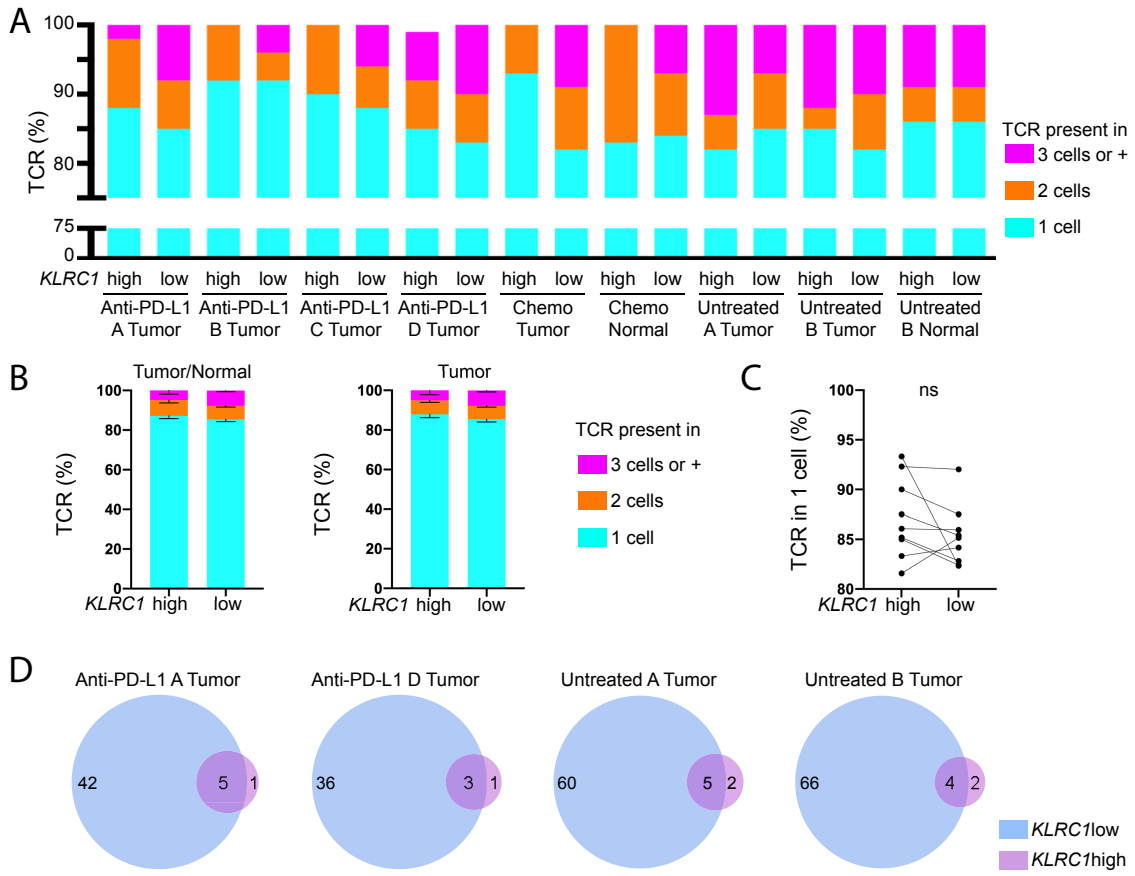 A
TCR (%)
100
90
80
75
0
TCR present in
3 cells or +
2 cells
1 cell
KLRC1 high low high low high low high low high low high low high low high low high low
Anti-PD-L1 Anti-PD-L1 Anti-PD-L1 Anti-PD-L1 Chemo Chemo Untreated Untreated Untreated
A Tumor B Tumor C Tumor D Tumor Tumor Normal A Tumor B Tumor B Normal
B
Tumor/Normal
TCR (%)
100
80
60
40
20
0
KLRC1 high low
Tumor
TCR (%)
100
80
60
40
20
0
KLRC1 high low
TCR present in
3 cells or +
2 cells
1 cell
C
ns
TCR in 1 cell (%)
100
95
90
85
80
KLRC1 high low
D
Anti-PD-L1 A Tumor
42 5 1
Anti-PD-L1 D Tumor
36 3 1
Untreated A Tumor
60 5 2
Untreated B Tumor
66 4 2
KLRC1low
KLRC1high